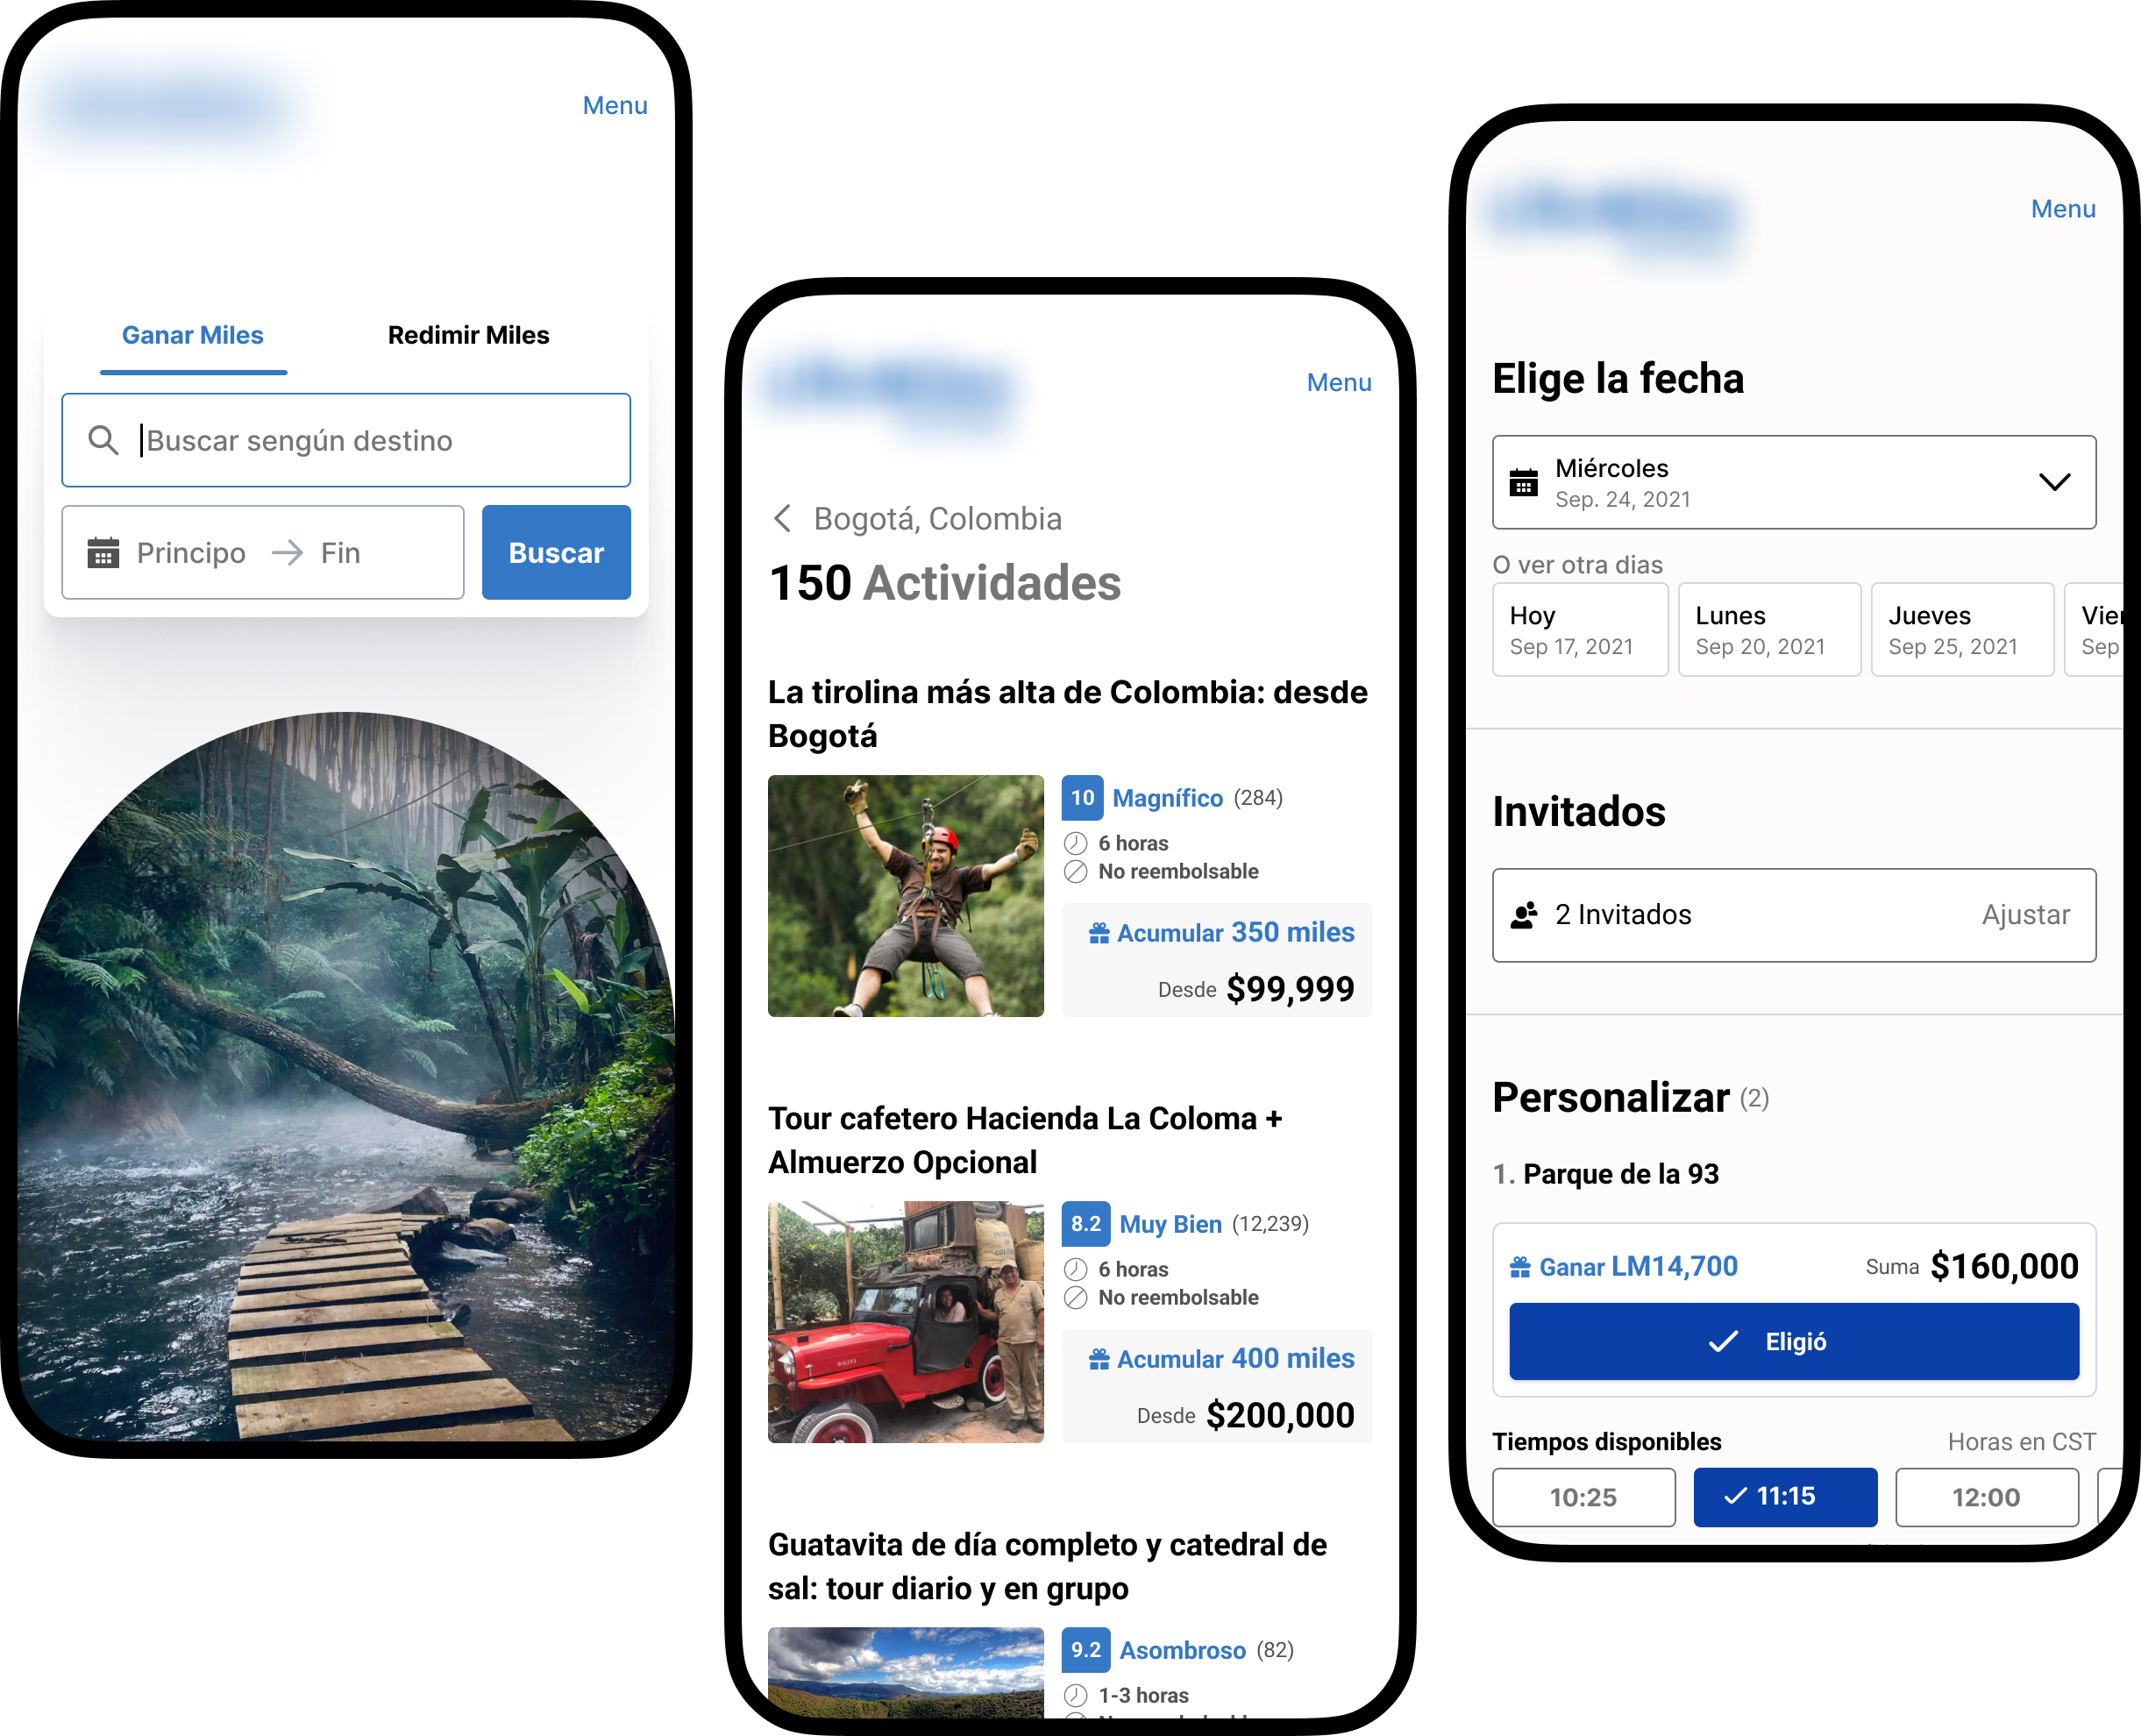 Menu
Ganar Miles
Redimir Miles
Buscar sengún destino
Principo
Fin
Buscar
Menu
Bogotá, Colombia
150 Actividades
La tirolina más alta de Colombia: desde
Bogotá
10 Magnífico (284)
6 horas
No reembolsable
Acumular 350 miles
Desde $99,999
Tour cafetero Hacienda La Coloma +
Almuerzo Opcional
8.2 Muy Bien (12,239)
6 horas
No reembolsable
Acumular 400 miles
Desde $200,000
Guatavita de día completo y catedral de
sal: tour diario y en grupo
9.2 Asombroso (82)
1-3 horas
Menu
Elige la fecha
Miércoles
Sep. 24, 2021
O ver otra dias
Hoy
Sep 17, 2021
Lunes
Sep 20, 2021
Jueves
Sep 25, 2021
Vier
Sep
Invitados
2 Invitados
Ajustar
Personalizar (2)
1. Parque de la 93
Ganar LM14,700
Suma $160,000
Eligió
Tiempos disponibles
Horas en CST
10:25
11:15
12:00